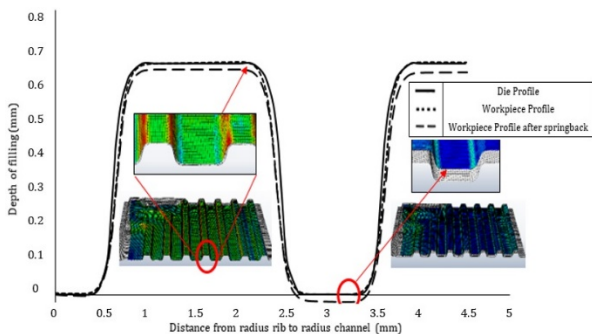 0.8
0.7
0.6
0.5
0.4
0.3
0.2
0.1
0
Depth of filling(mm)
Die Profile
Workpiece Profile
Workpiece Profile after springback
0 0.5 1 1.5 2 2.5 3 3.5 4 4.5 5
Distance from radius rib to radius channel (mm)